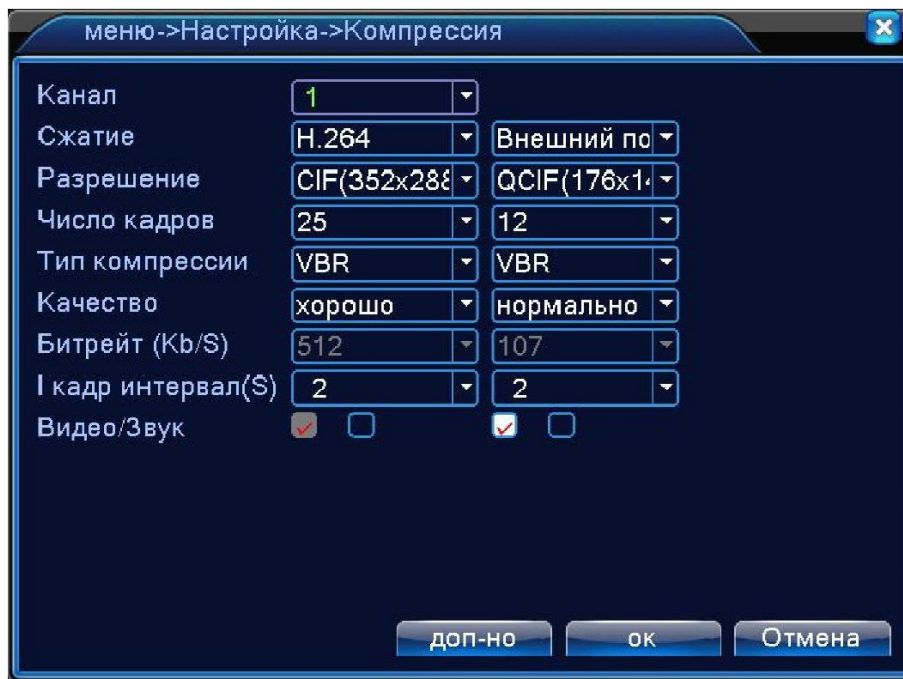 меню->Настройка->Компрессия
Канал 1
Сжатие H.264 Внешний по
Разрешение CIF(352x288 QCIF(176x14
Число кадров 25 12
Тип компрессии VBR VBR
Качество хорошо нормально
Битрейт (Kb/S) 512 107
I кадр интервал(S) 2 2
Видео/Звук
доп-но ок Отмена